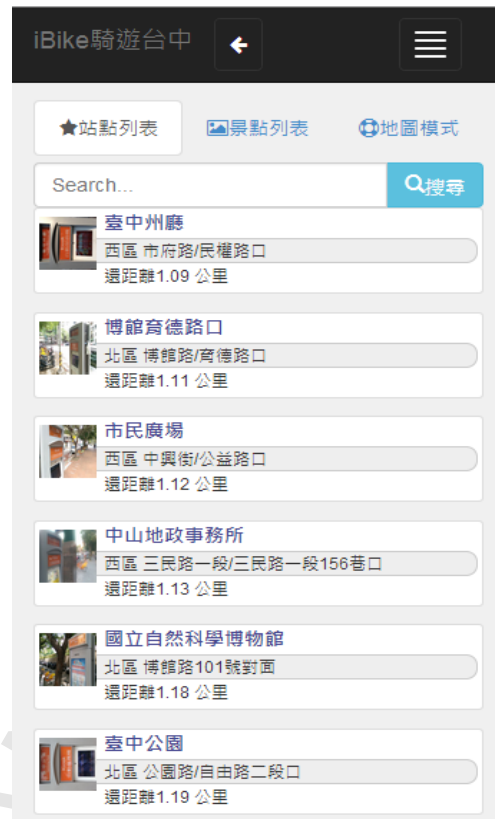 iBike騎遊台中
站點列表
景點列表
地圖模式
Search...
搜尋
臺中州廳
西區 市府路/民權路口
還距離1.09 公里
博館育德路口
北區 博館路/育德路口
還距離1.11 公里
市民廣場
西區 中興街/公益路口
還距離1.12 公里
中山地政事務所
西區 三民路一段/三民路一段156巷口
還距離1.13 公里
國立自然科學博物館
北區 博館路101號對面
還距離1.18 公里
臺中公園
北區 公園路/自由路二段口
還距離1.19 公里